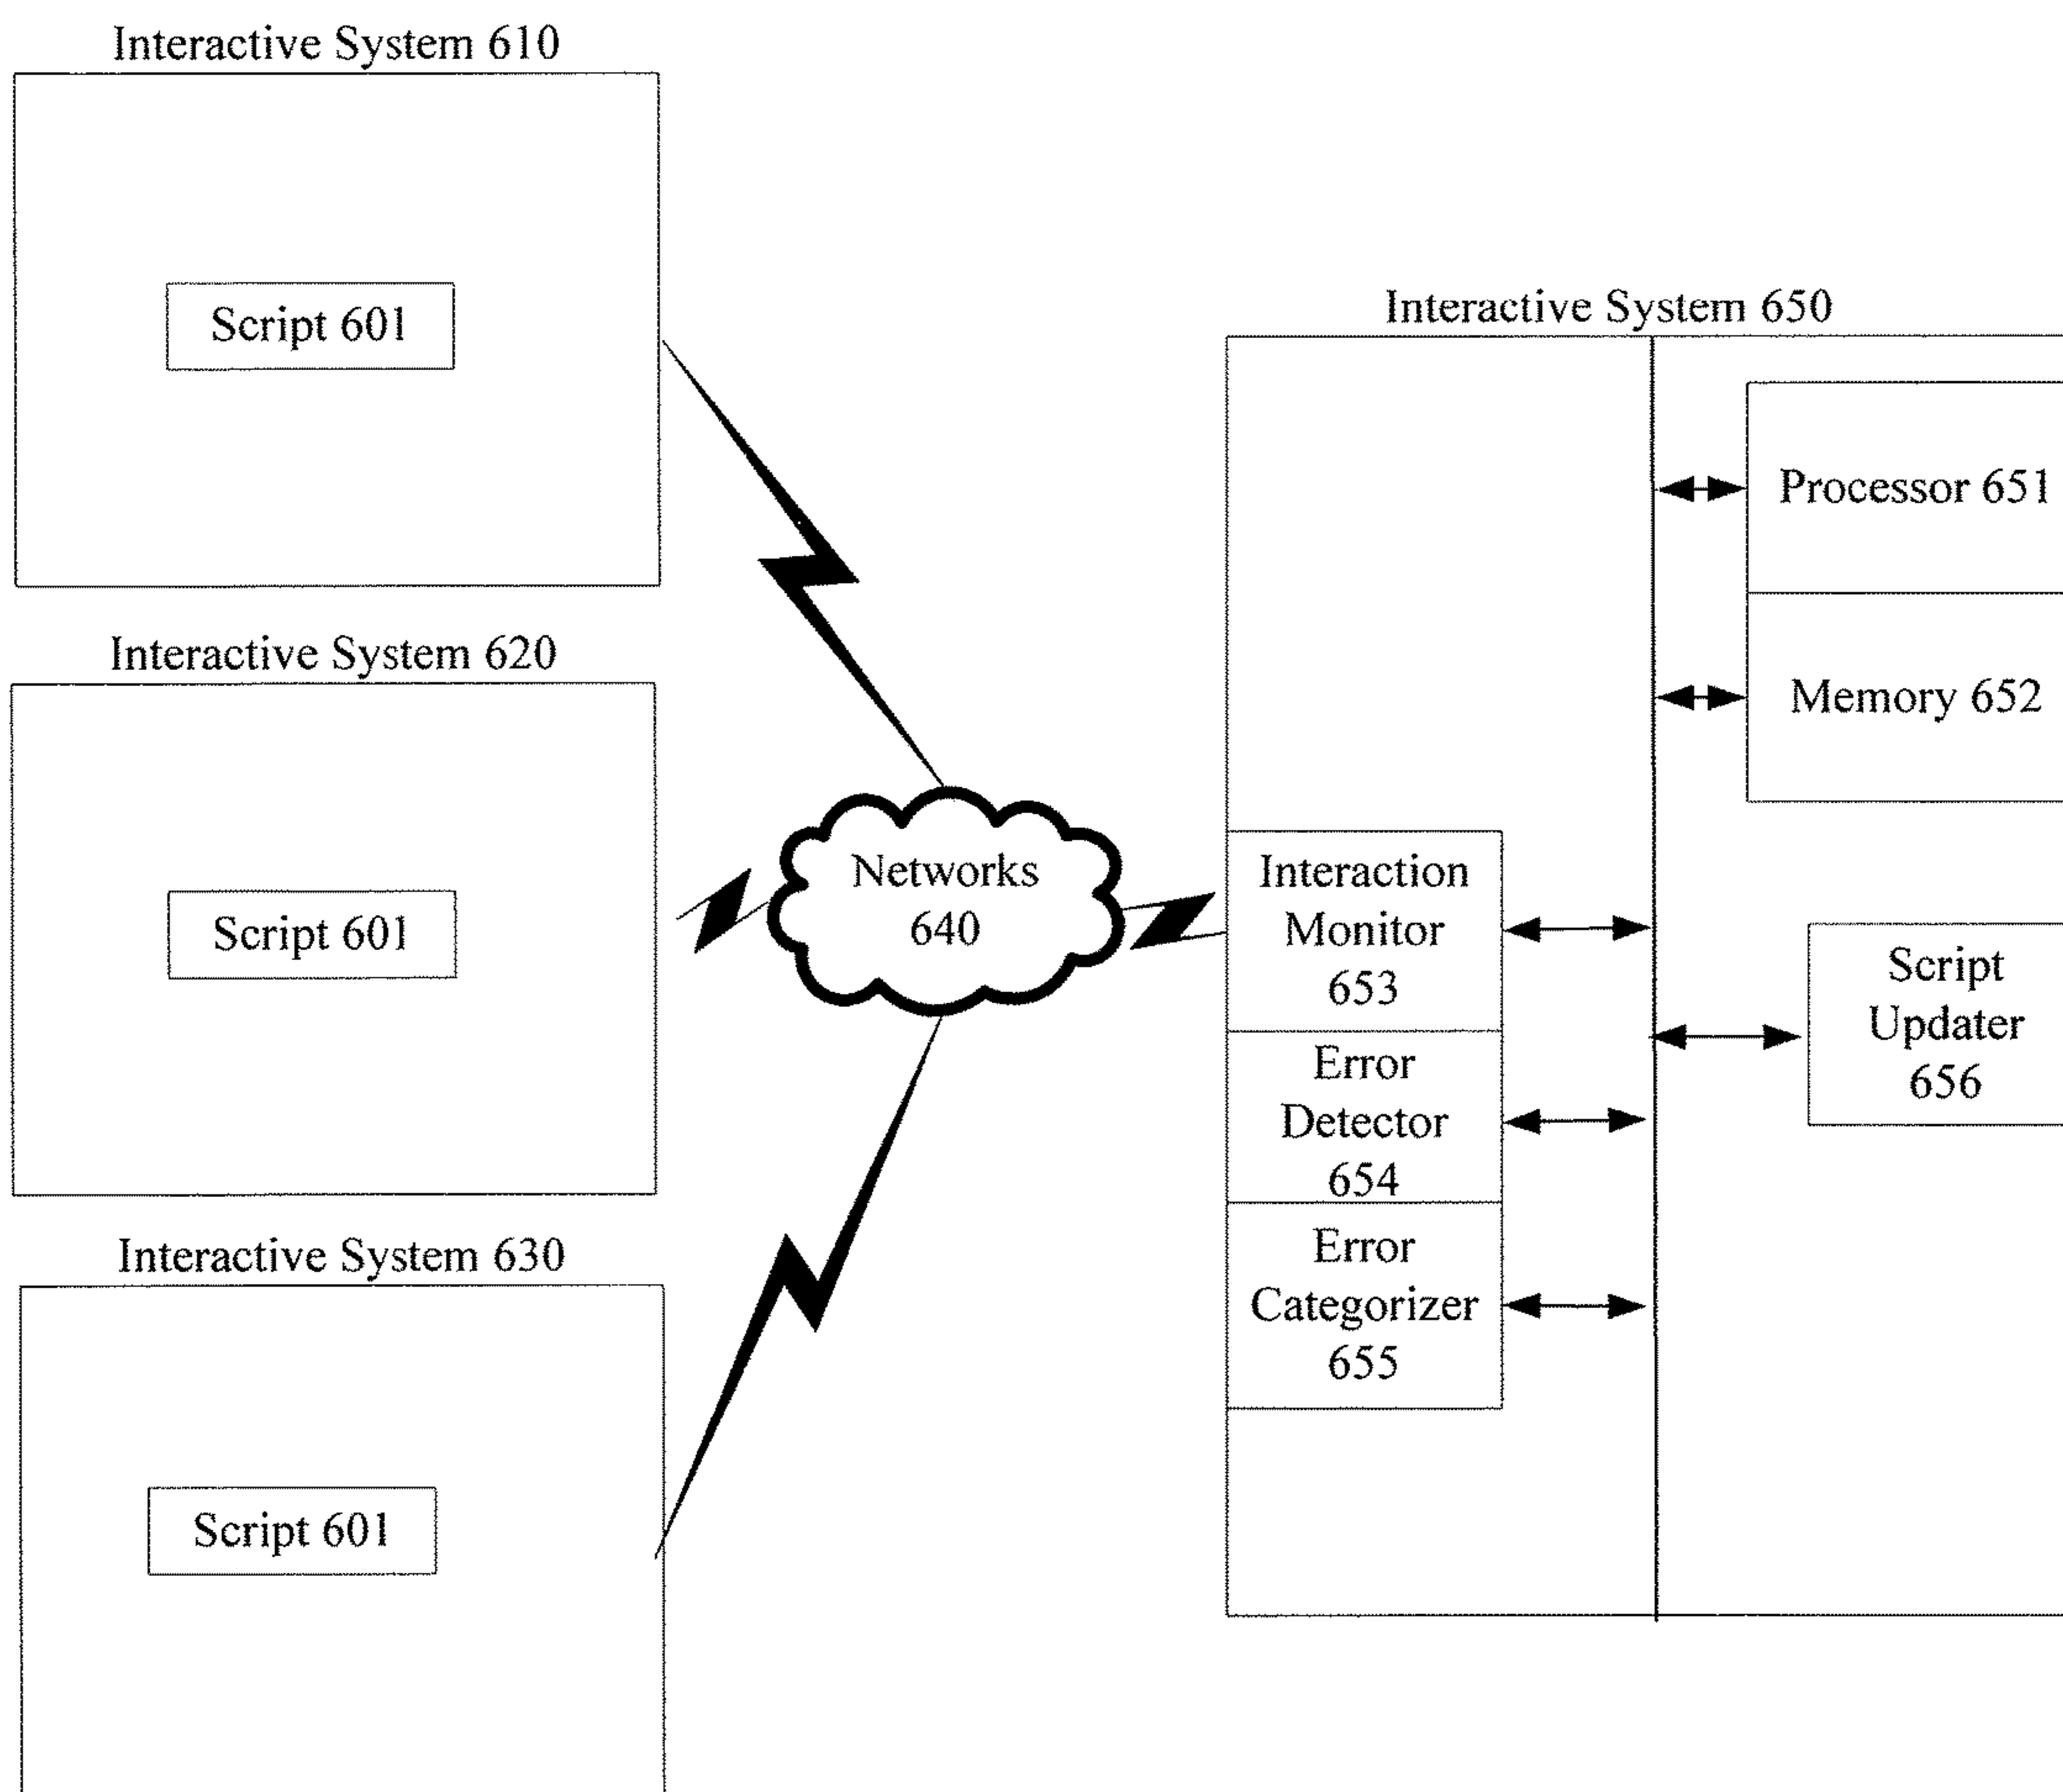 Interactive System 610
Script 601
Interactive System 620
Script 601
Interactive System 630
Script 601
Networks
640
Interactive System 650
Processor 651
Memory 652
Interaction
Monitor
653
Error
Detector
654
Error
Categorizer
655
Script
Updater
656